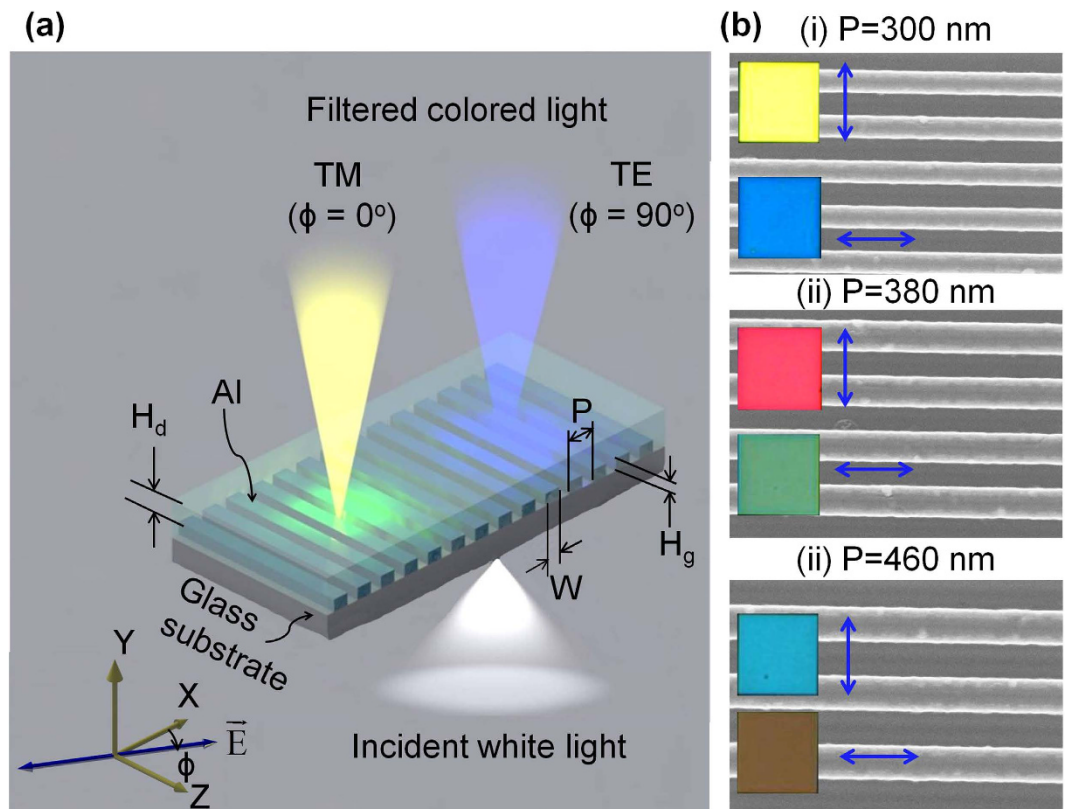 (a)
Filtered colored light
TM
(ϕ = 0°)
TE
(ϕ = 90°)
Al
H_d
P
H_g
W
Glass
substrate
Y
X
E
ϕ
Z
Incident white light
(b)
(i) P=300 nm
(ii) P=380 nm
(ii) P=460 nm